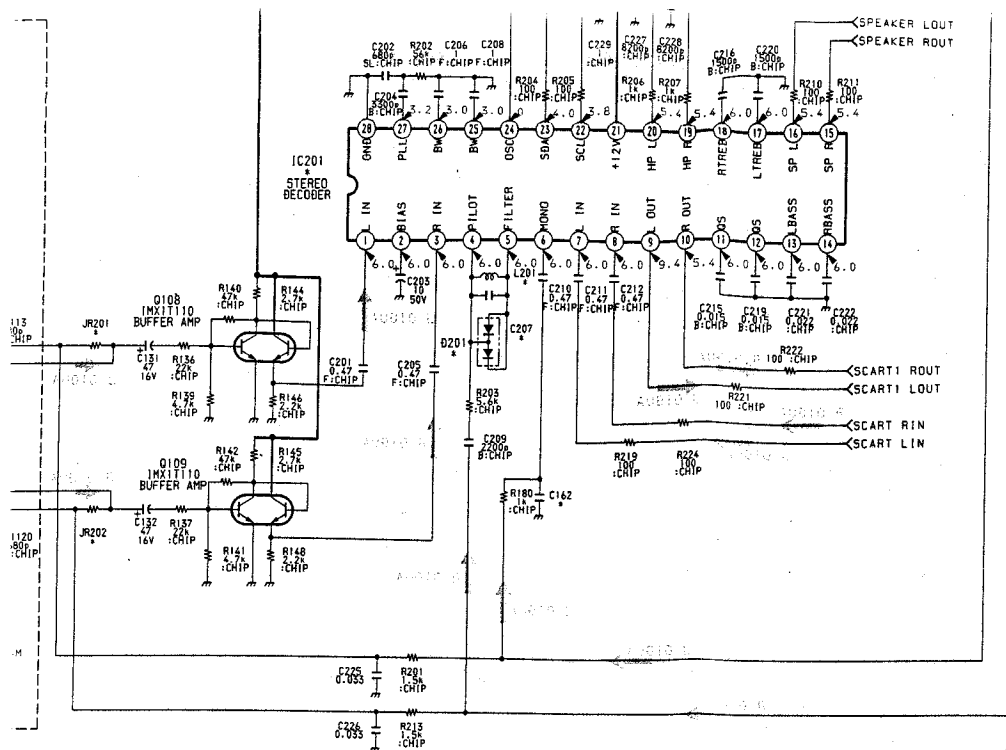 SPEAKER LOUT
SPEAKER ROUT
C202
680p
SL:CHIP
R202
56k
:CHIP
C206
1
F:CHIP
C208
1
F:CHIP
C204
3300p
B:CHIP
R204
100
:CHIP
R205
100
:CHIP
C229
1
:CHIP
C227
8200p
:CHIP
C228
8200p
:CHIP
R206
1k
:CHIP
R207
1k
:CHIP
C216
1500p
B:CHIP
C220
1500p
B:CHIP
R210
100
:CHIP
R211
100
:CHIP
3.2
3.0
3.0
0
4.0
3.8
5.4
5.4
6.0
6.0
5.4
5.4
28
27
26
25
24
23
22
21
20
19
18
17
16
15
GND
PLL
BW
BW
OSC
SDA
SCL
+12V
HP L
HP R
RTREB
LTREB
SP L
SP R
IC201
*
STEREO
DECODER
L IN
BIAS
R IN
PILOT
FILTER
MONO
L IN
R IN
L OUT
R OUT
QS
QS
LBASS
RBASS
1
2
3
4
5
6
7
8
9
10
11
12
13
14
6.0
6.0
6.0
6.0
6.0
6.0
6.0
6.0
9.4
5.4
6.0
6.0
6.0
6.0
C203
10
50V
L201
*
C210
0.47
F:CHIP
C211
0.47
F:CHIP
C212
0.47
F:CHIP
C215
0.015
B:CHIP
C219
0.015
B:CHIP
C221
0.022
:CHIP
C222
0.022
:CHIP
Q108
IMX1T110
BUFFER AMP
R140
47k
:CHIP
R144
2.7k
:CHIP
JR201
*
C131
47
16V
R136
22k
:CHIP
R139
4.7k
:CHIP
R146
2.2k
:CHIP
C201
0.47
F:CHIP
C205
0.47
F:CHIP
D201
*
C207
*
R203
5.6k
:CHIP
C209
2200p
B:CHIP
R222
100 :CHIP
SCART1 ROUT
SCART1 LOUT
R221
100 :CHIP
AUDIO R
SCART RIN
SCART LIN
R219
100
:CHIP
R224
100
:CHIP
Q109
IMX1T110
BUFFER AMP
R142
47k
:CHIP
R145
2.7k
:CHIP
JR202
*
C132
47
16V
R137
22k
:CHIP
R141
4.7k
:CHIP
R148
2.2k
:CHIP
R180
1k
:CHIP
C162
*
C225
0.033
R201
1.5k
:CHIP
C226
0.033
R213
1.5k
:CHIP